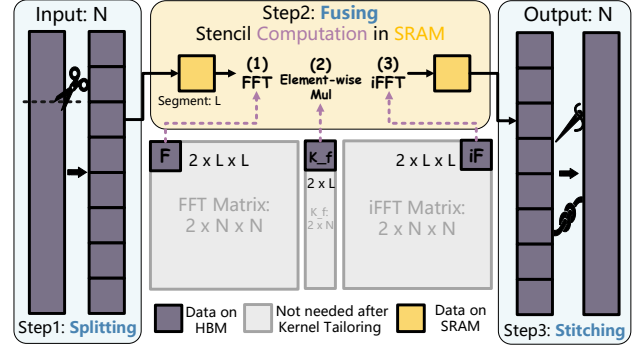 Input: N
Step2: Fusing
Stencil Computation in SRAM
Output: N
(1)
FFT
(2)
Element-wise
Mul
(3)
iFFT
Segment: L
F
2 x L x L
K_f
2 x L
2 x L x L
iF
FFT Matrix:
2 x N x N
K_f:
2 x N
iFFT Matrix:
2 x N x N
Step1: Splitting
Data on
HBM
Not needed after
Kernel Tailoring
Data on
SRAM
Step3: Stitching